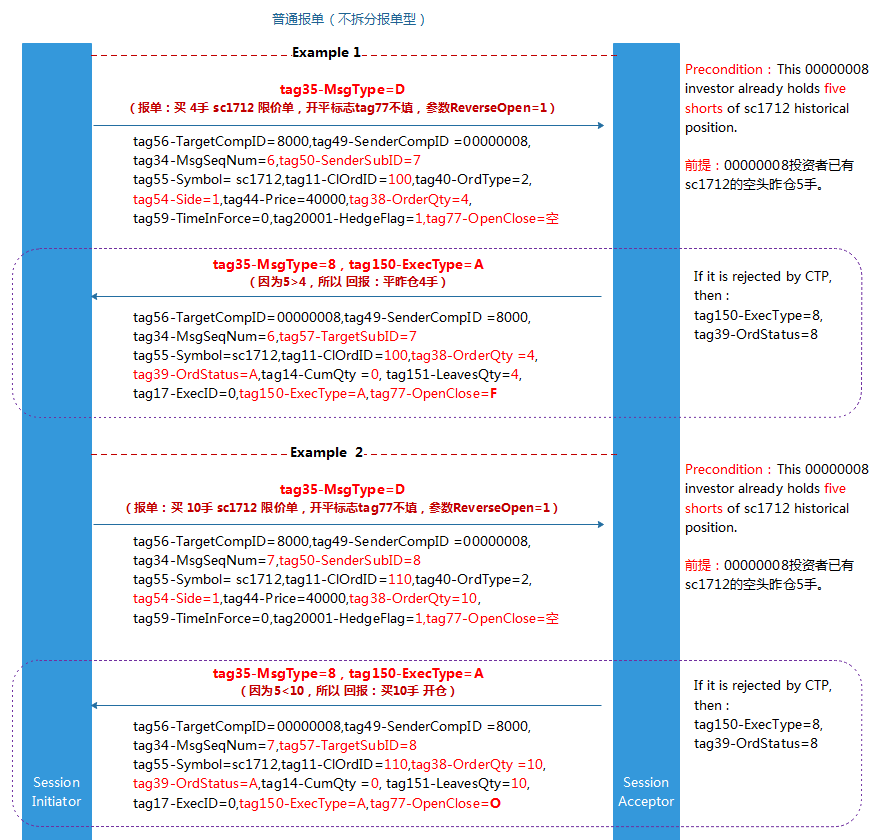 普通报单（不拆分报单型）
Example 1
tag35-MsgType=D
（报单：买 4手 sc1712 限价单，开平标志tag77不填，参数ReverseOpen=1）
tag56-TargetCompID=8000,tag49-SenderCompID =00000008,
tag34-MsgSeqNum=6,tag50-SenderSubID=7
tag55-Symbol= sc1712,tag11-ClOrdID=100,tag40-OrdType=2,
tag54-Side=1,tag44-Price=40000,tag38-OrderQty=4,
tag59-TimeInForce=0,tag20001-HedgeFlag=1,tag77-OpenClose=空
Precondition：This 00000008
investor already holds five
shorts of sc1712 historical
position.
前提：00000008投资者已有
sc1712的空头昨仓5手。
tag35-MsgType=8，tag150-ExecType=A
（因为5>4，所以 回报：平昨仓4手）
tag56-TargetCompID=00000008,tag49-SenderCompID =8000,
tag34-MsgSeqNum=6,tag57-TargetSubID=7
tag55-Symbol=sc1712,tag11-ClOrdID=100,tag38-OrderQty =4,
tag39-OrdStatus=A,tag14-CumQty =0, tag151-LeavesQty=4,
tag17-ExecID=0,tag150-ExecType=A,tag77-OpenClose=F
If it is rejected by CTP,
then：
tag150-ExecType=8,
tag39-OrdStatus=8
Example 2
tag35-MsgType=D
（报单：买 10手 sc1712 限价单，开平标志tag77不填，参数ReverseOpen=1）
tag56-TargetCompID=8000,tag49-SenderCompID =00000008,
tag34-MsgSeqNum=7,tag50-SenderSubID=8
tag55-Symbol= sc1712,tag11-ClOrdID=110,tag40-OrdType=2,
tag54-Side=1,tag44-Price=40000,tag38-OrderQty=10,
tag59-TimeInForce=0,tag20001-HedgeFlag=1,tag77-OpenClose=空
Precondition：This 00000008
investor already holds five
shorts of sc1712 historical
position.
前提：00000008投资者已有
sc1712的空头昨仓5手。
tag35-MsgType=8，tag150-ExecType=A
（因为5<10，所以 回报：买10手 开仓）
tag56-TargetCompID=00000008,tag49-SenderCompID =8000,
tag34-MsgSeqNum=7,tag57-TargetSubID=8
tag55-Symbol=sc1712,tag11-ClOrdID=110,tag38-OrderQty =10,
tag39-OrdStatus=A,tag14-CumQty =0, tag151-LeavesQty=10,
tag17-ExecID=0,tag150-ExecType=A,tag77-OpenClose=O
If it is rejected by CTP,
then：
tag150-ExecType=8,
tag39-OrdStatus=8
Session
Initiator
Session
Acceptor